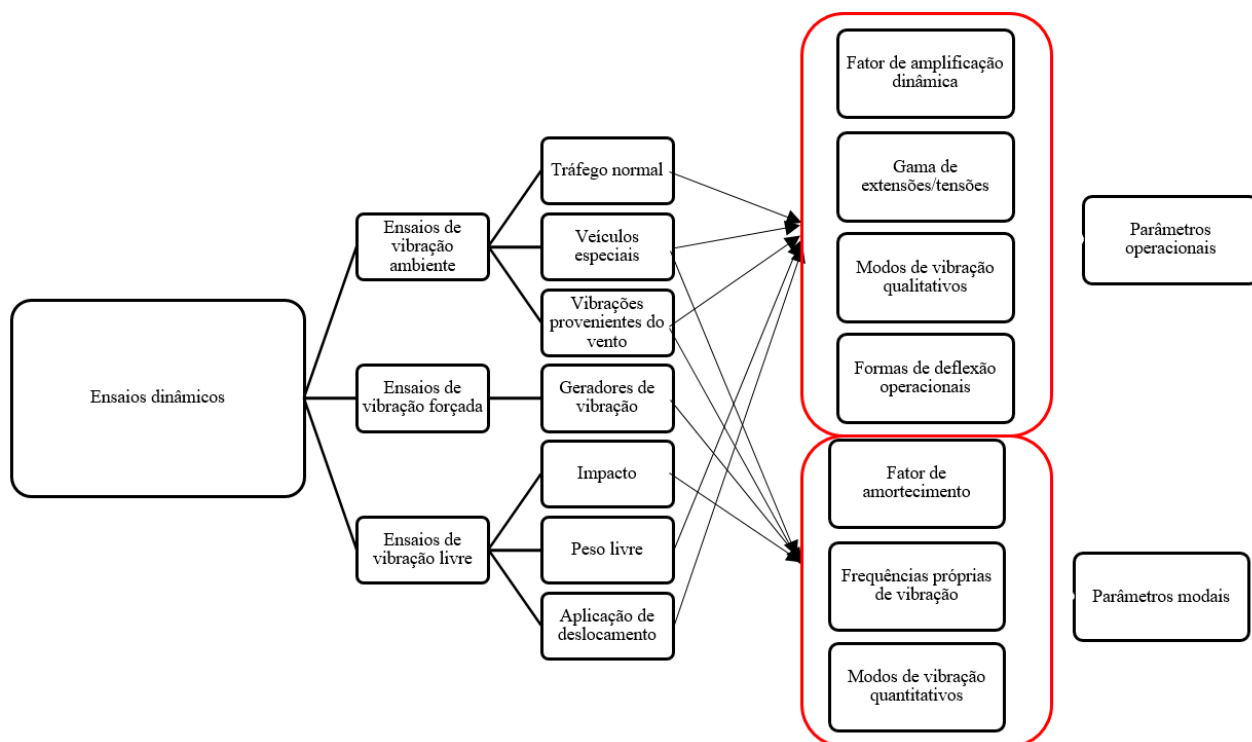 Ensaios dinâmicos
Ensaios de
vibração
ambiente
Ensaios de
vibração forçada
Ensaios de
vibração livre
Tráfego normal
Veículos
especiais
Vibrações
provenientes do
vento
Geradores de
vibração
Impacto
Peso livre
Aplicação de
deslocamento
Fator de amplificação
dinâmica
Gama de
extensões/tensões
Modos de vibração
qualitativos
Formas de deflexão
operacionais
Fator de
amortecimento
Frequências próprias
de vibração
Modos de vibração
quantitativos
Parâmetros
operacionais
Parâmetros modais